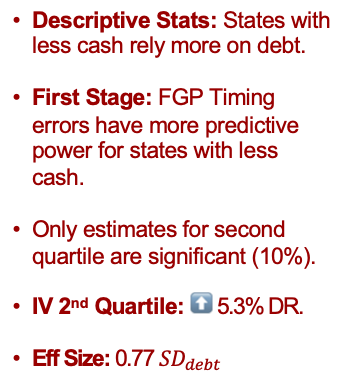 • Descriptive Stats: States with
less cash rely more on debt.
• First Stage: FGP Timing
errors have more predictive
power for states with less
cash.
• Only estimates for second
quartile are significant (10%).
• IV 2nd Quartile: ⬆️ 5.3% DR.
• Eff Size: 0.77 SD_debt